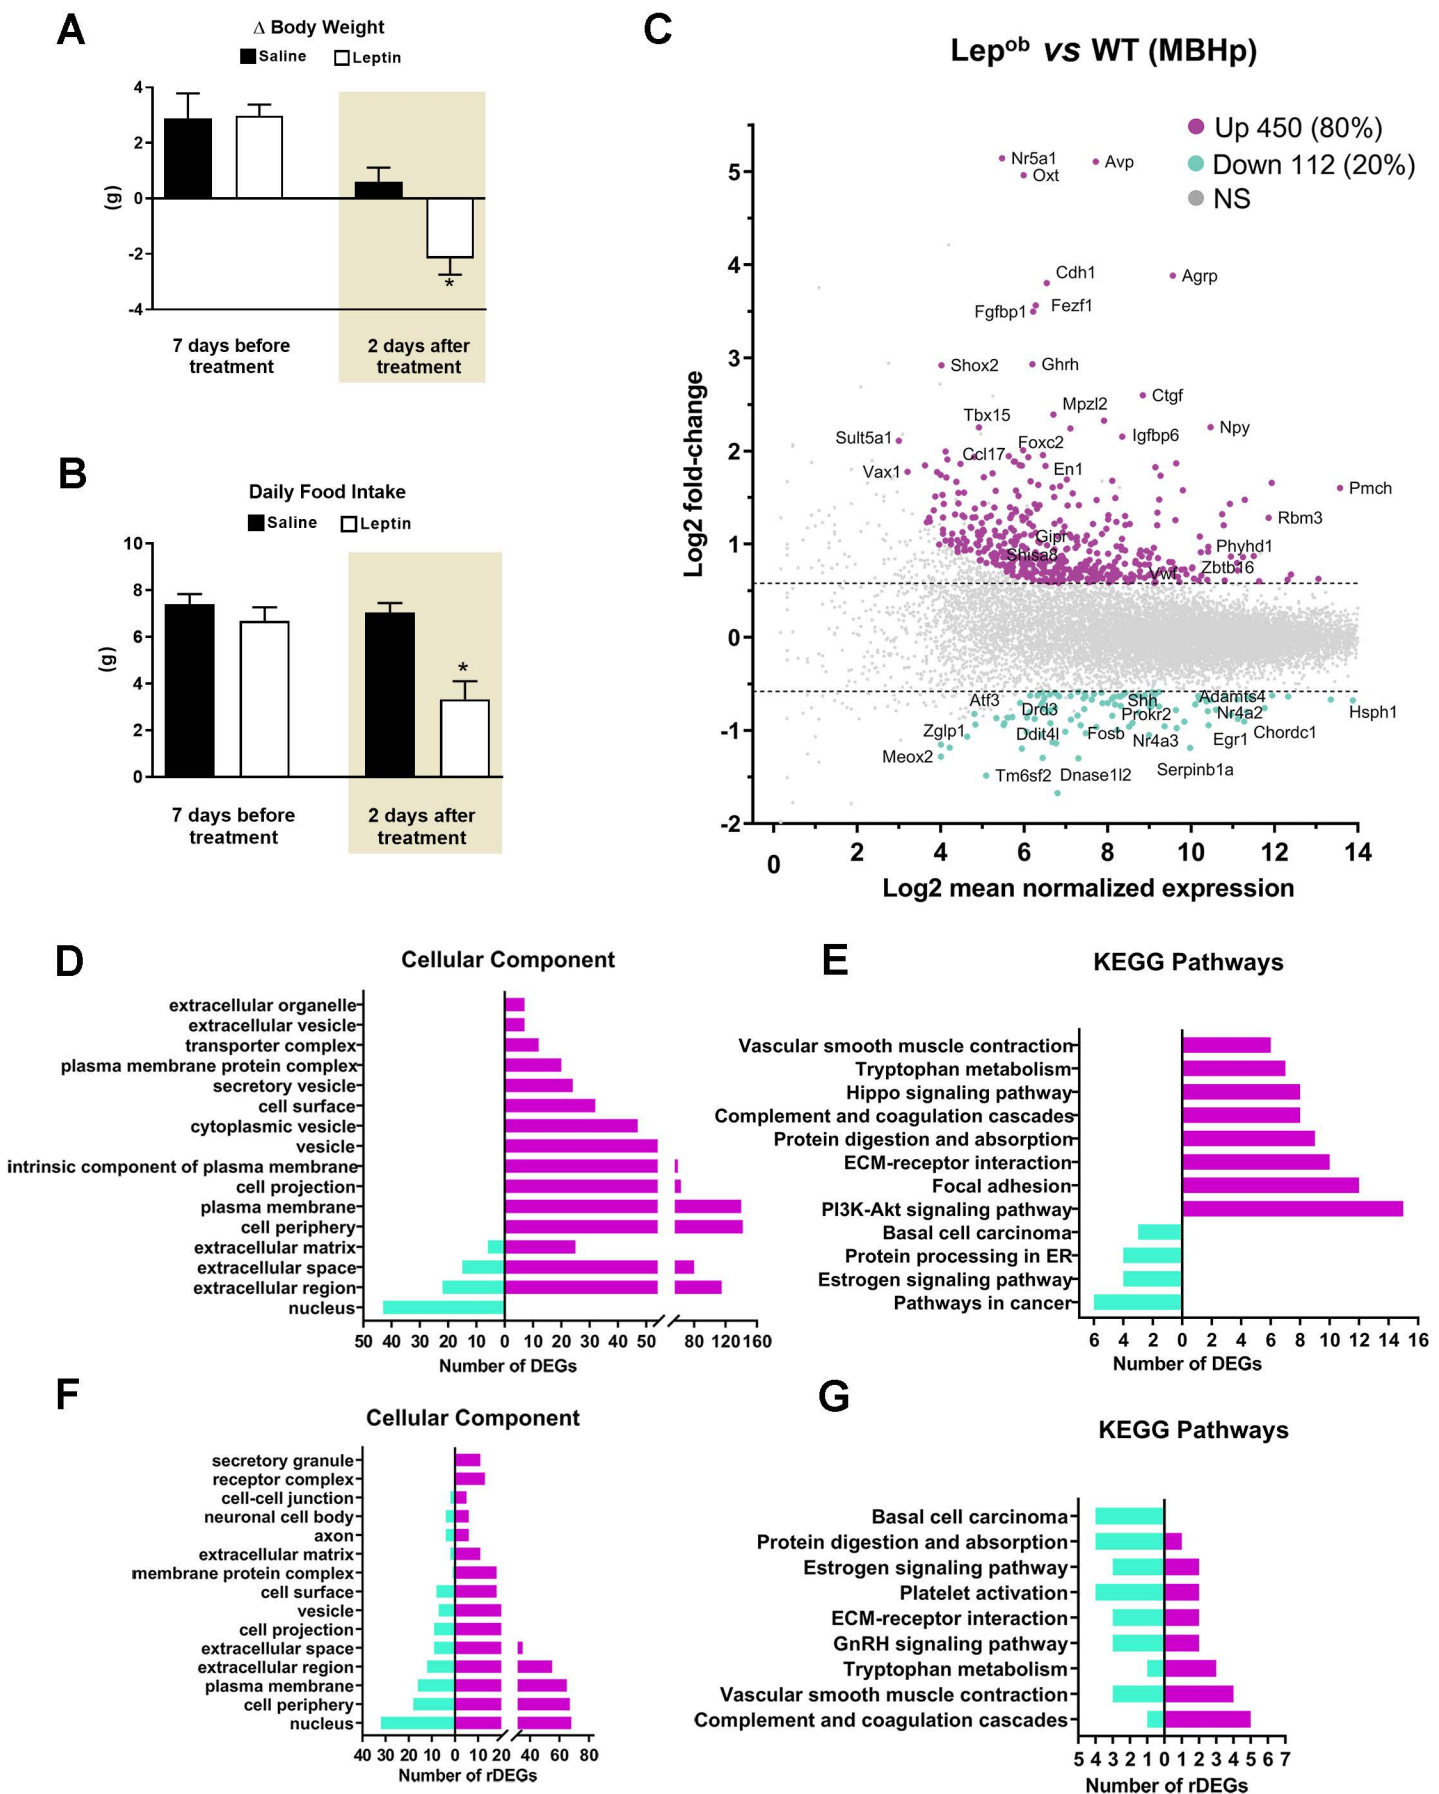 A
Δ Body Weight
Saline Leptin
4
2
0
-2
-4
(g)
*
7 days before
treatment
2 days after
treatment
B
Daily Food Intake
Saline Leptin
10
8
6
4
2
0
(g)
*
7 days before
treatment
2 days after
treatment
C
Lepob vs WT (MBHp)
Up 450 (80%)
Down 112 (20%)
NS
Log2 fold-change
5
4
3
2
1
0
-1
-2
Nr5a1
Avp
Oxt
Cdh1
Agrp
Fgfbp1
Fezf1
Shox2
Ghrh
Ctgf
Mpzl2
Tbx15
Npy
Sult5a1
Foxc2
Igfbp6
Ccl17
Vax1
En1
Pmch
Rbm3
Gipr
Phyhd1
Shisa8
Zbtb16
Vwf
Atf3
Shh
Adamts4
Drd3
Prokr2
Nr4a2
Hsph1
Zglp1
Ddit4l
Fosb
Nr4a3
Egr1
Chordc1
Meox2
Tm6sf2
Dnase1l2
Serpinb1a
0 2 4 6 8 10 12 14
Log2 mean normalized expression
D
Cellular Component
extracellular organelle
extracellular vesicle
transporter complex
plasma membrane protein complex
secretory vesicle
cell surface
cytoplasmic vesicle
vesicle
intrinsic component of plasma membrane
cell projection
plasma membrane
cell periphery
extracellular matrix
extracellular space
extracellular region
nucleus
50 40 30 20 10 0 10 20 30 40 50 80 120 160
Number of DEGs
E
KEGG Pathways
Vascular smooth muscle contraction
Tryptophan metabolism
Hippo signaling pathway
Complement and coagulation cascades
Protein digestion and absorption
ECM-receptor interaction
Focal adhesion
PI3K-Akt signaling pathway
Basal cell carcinoma
Protein processing in ER
Estrogen signaling pathway
Pathways in cancer
6 4 2 0 2 4 6 8 10 12 14 16
Number of DEGs
F
Cellular Component
secretory granule
receptor complex
cell-cell junction
neuronal cell body
axon
extracellular matrix
membrane protein complex
cell surface
vesicle
cell projection
extracellular space
extracellular region
plasma membrane
cell periphery
nucleus
40 30 20 10 0 10 20 40 60 80
Number of rDEGs
G
KEGG Pathways
Basal cell carcinoma
Protein digestion and absorption
Estrogen signaling pathway
Platelet activation
ECM-receptor interaction
GnRH signaling pathway
Tryptophan metabolism
Vascular smooth muscle contraction
Complement and coagulation cascades
5 4 3 2 1 0 1 2 3 4 5 6 7
Number of rDEGs